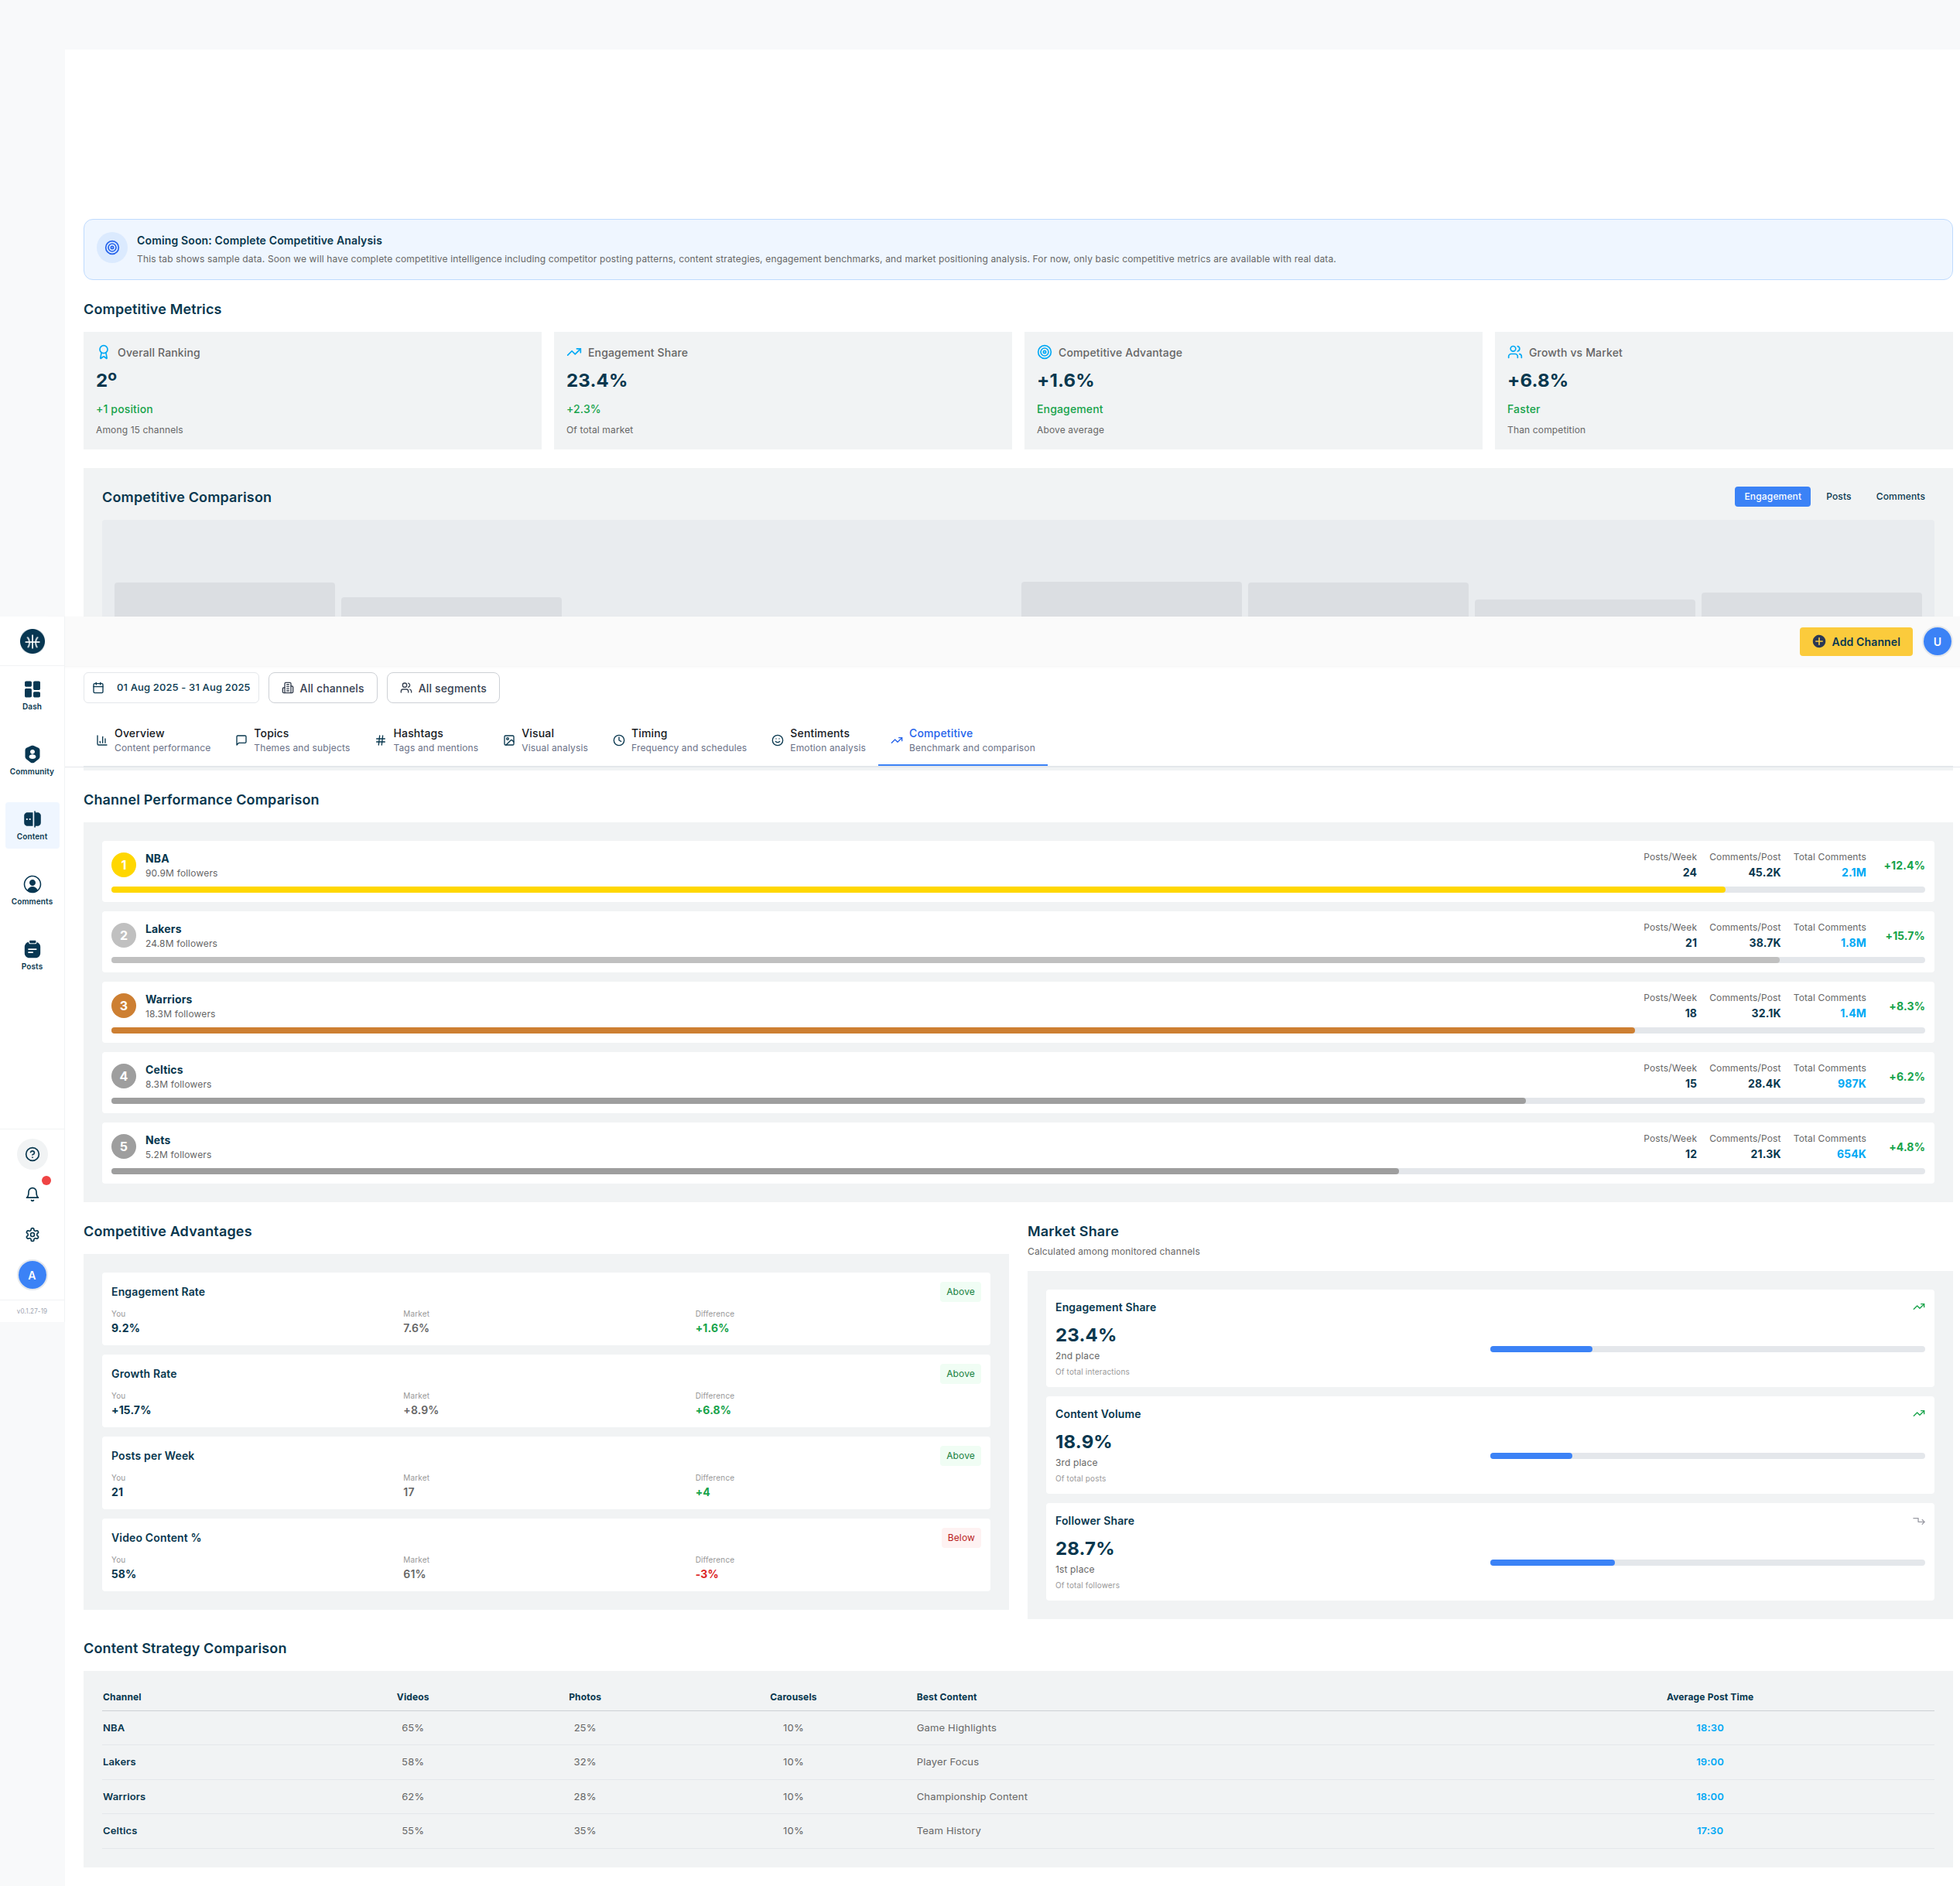 Coming Soon: Complete Competitive Analysis
This tab shows sample data. Soon we will have complete competitive intelligence including competitor posting patterns, content strategies, engagement benchmarks, and market positioning analysis. For now, only basic competitive metrics are available with real data.
Competitive Metrics
Overall Ranking
2º
+1 position
Among 15 channels
Engagement Share
23.4%
+2.3%
Of total market
Competitive Advantage
+1.6%
Engagement
Above average
Growth vs Market
+6.8%
Faster
Than competition
Competitive Comparison
Engagement Posts Comments
Add Channel U
01 Aug 2025 - 31 Aug 2025 All channels All segments
Overview
Content performance
Topics
Themes and subjects
Hashtags
Tags and mentions
Visual
Visual analysis
Timing
Frequency and schedules
Sentiments
Emotion analysis
Competitive
Benchmark and comparison
Dash
Community
Content
Comments
Posts
A
v0.1.27-19
Channel Performance Comparison
1 NBA
90.9M followers
Posts/Week Comments/Post Total Comments
24 45.2K 2.1M +12.4%
2 Lakers
24.8M followers
Posts/Week Comments/Post Total Comments
21 38.7K 1.8M +15.7%
3 Warriors
18.3M followers
Posts/Week Comments/Post Total Comments
18 32.1K 1.4M +8.3%
4 Celtics
8.3M followers
Posts/Week Comments/Post Total Comments
15 28.4K 987K +6.2%
5 Nets
5.2M followers
Posts/Week Comments/Post Total Comments
12 21.3K 654K +4.8%
Competitive Advantages
Engagement Rate Above
You Market Difference
9.2% 7.6% +1.6%
Growth Rate Above
You Market Difference
+15.7% +8.9% +6.8%
Posts per Week Above
You Market Difference
21 17 +4
Video Content % Below
You Market Difference
58% 61% -3%
Market Share
Calculated among monitored channels
Engagement Share
23.4%
2nd place
Of total interactions
Content Volume
18.9%
3rd place
Of total posts
Follower Share
28.7%
1st place
Of total followers
Content Strategy Comparison
Channel Videos Photos Carousels Best Content Average Post Time
NBA 65% 25% 10% Game Highlights 18:30
Lakers 58% 32% 10% Player Focus 19:00
Warriors 62% 28% 10% Championship Content 18:00
Celtics 55% 35% 10% Team History 17:30